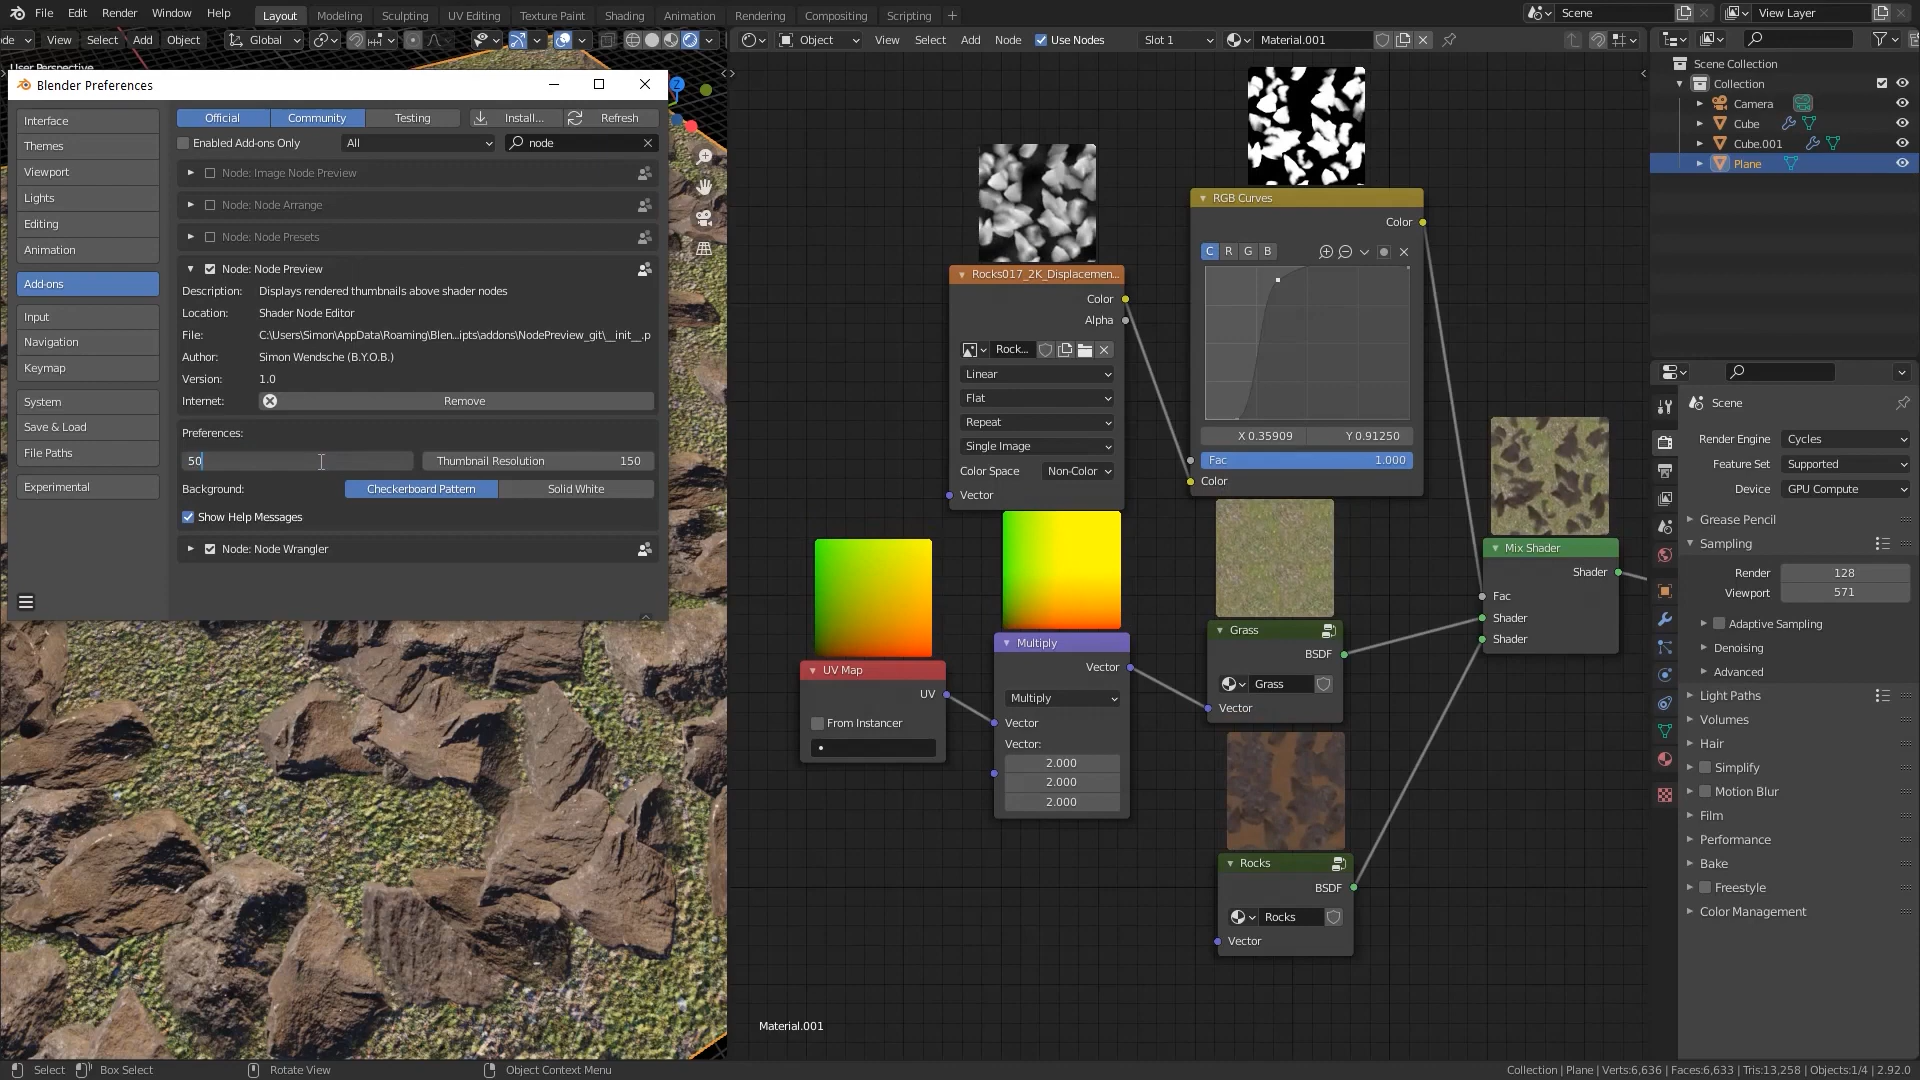 File Edit Render Window Help Layout Modeling Sculpting UV Editing Texture Paint Shading Animation Rendering Compositing Scripting + Scene View Layer
de View Select Add Object Global Object View Select Add Node Use Nodes Slot 1 Material.001
User Perspective
Blender Preferences
Interface
Themes
Viewport
Lights
Editing
Animation
Add-ons
Input
Navigation
Keymap
System
Save & Load
File Paths
Experimental
Official Community Testing Install... Refresh
Enabled Add-ons Only All node
Node: Image Node Preview
Node: Node Arrange
Node: Node Presets
Node: Node Preview
Description: Displays rendered thumbnails above shader nodes
Location: Shader Node Editor
File: C:\Users\Simon\AppData\Roaming\Blen...ipts\addons\NodePreview_git\__init__.p
Author: Simon Wendsche (B.Y.O.B.)
Version: 1.0
Internet: Remove
Preferences:
50 Thumbnail Resolution 150
Background: Checkerboard Pattern Solid White
Show Help Messages
Node: Node Wrangler
Z
Rocks017_2K_Displacemen...
Color
Alpha
Rock...
Linear
Flat
Repeat
Single Image
Color Space Non-Color
Vector
RGB Curves
Color
C R G B
X 0.35909 Y 0.91250
Fac 1.000
Color
UV Map
UV
From Instancer
Multiply
Vector
Multiply
Vector
Vector:
2.000
2.000
2.000
Grass
BSDF
Grass
Vector
Rocks
BSDF
Rocks
Vector
Mix Shader
Shader
Fac
Shader
Shader
Material.001
Scene Collection
Collection
Camera
Cube
Cube.001
Plane
Scene
Render Engine Cycles
Feature Set Supported
Device GPU Compute
Grease Pencil
Sampling
Render 128
Viewport 571
Adaptive Sampling
Denoising
Advanced
Light Paths
Volumes
Hair
Simplify
Motion Blur
Film
Performance
Bake
Freestyle
Color Management
Select Box Select Rotate View Object Context Menu Collection | Plane | Verts:6,636 | Faces:6,633 | Tris:13,258 | Objects:1/4 | 2.92.0